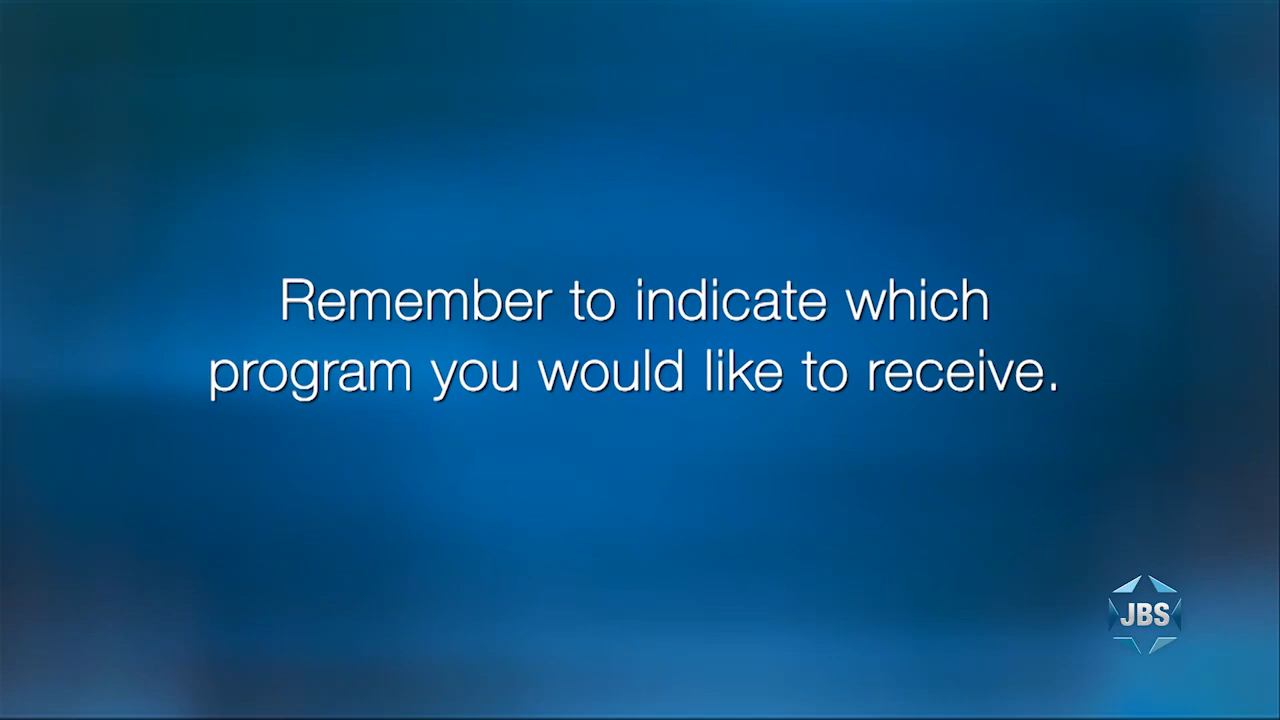 Remember to indicate which
program you would like to receive.
JBS